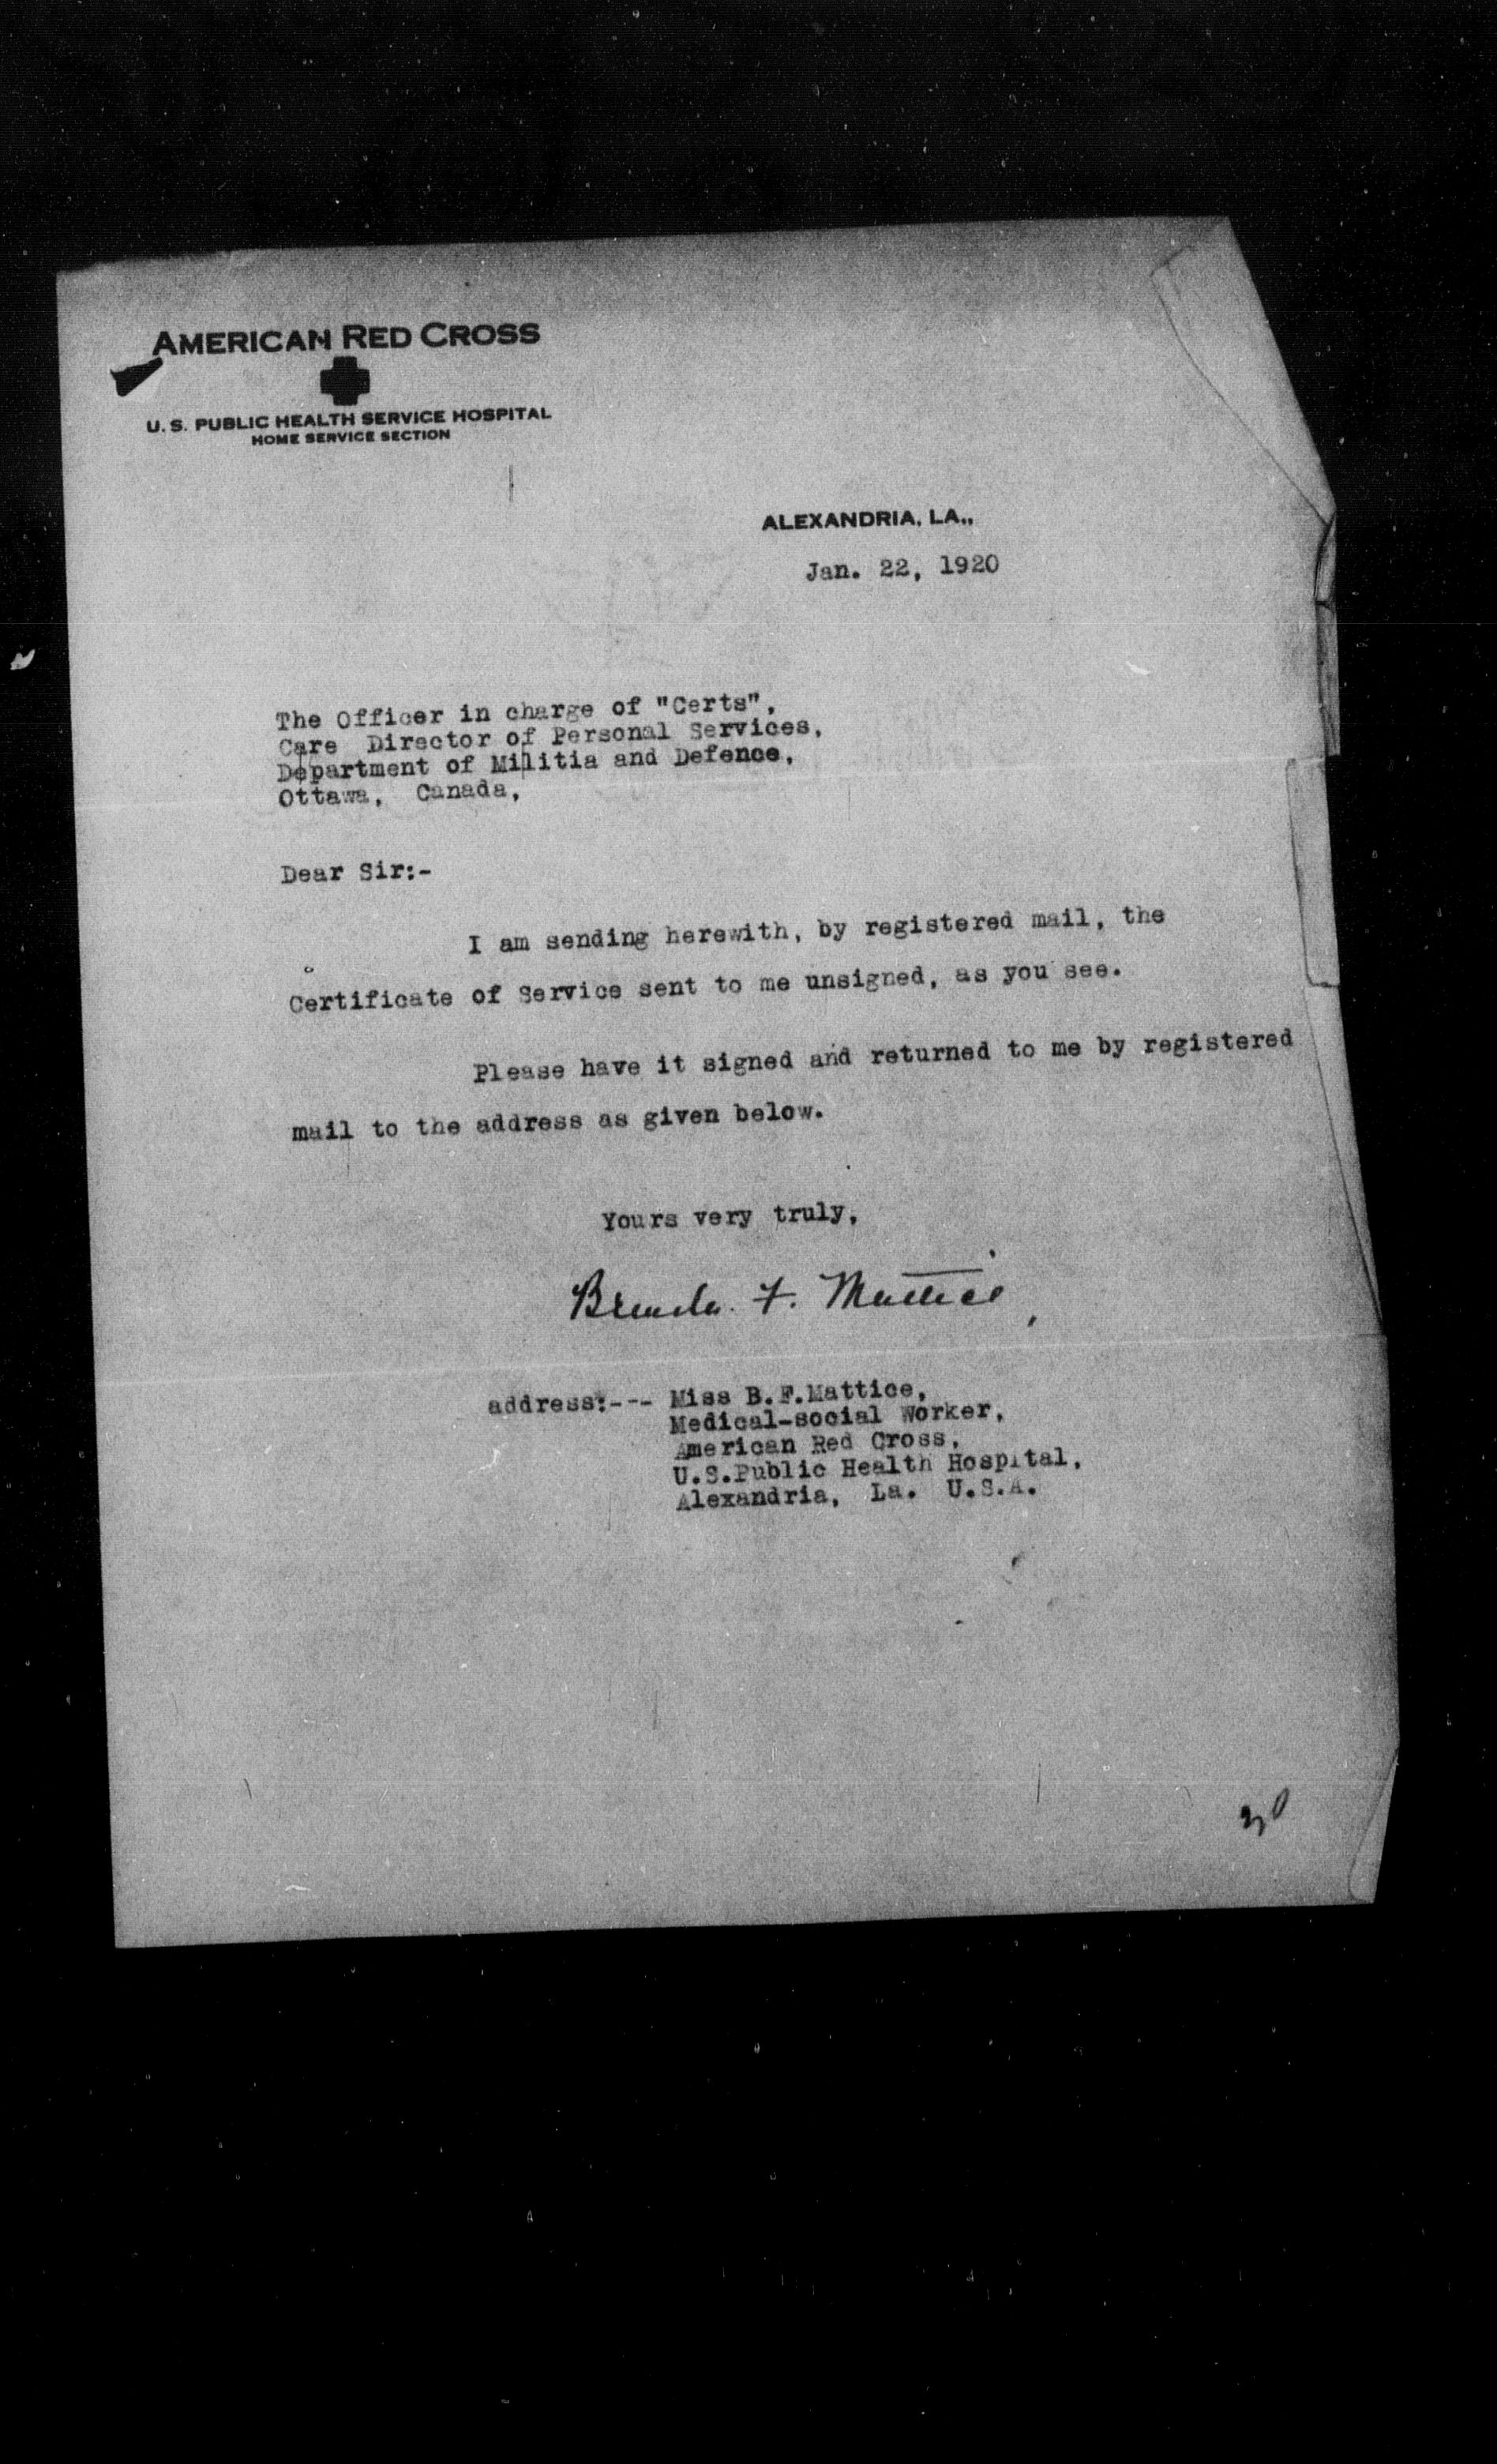 AMERICAN RED CROSS
U. S. PUBLIC HEALTH SERVICE HOSPITAL
HOME SERVICE SECTION
ALEXANDRIA, LA.,
Jan. 22, 1920
The Officer in charge of "Certs",
Care Director of Personal Services,
Department of Militia and Defence,
Ottawa, Canada,
Dear Sir:-
I am sending herewith, by registered mail, the
Certificate of Service sent to me unsigned, as you see.
Please have it signed and returned to me by registered
mail to the address as given below.
Yours very truly,
Brenda F. Mattice
address:--- Miss B.F.Mattice,
Medical-social Worker,
American Red Cross,
U.S.Public Health Hospital,
Alexandria, La. U.S.A.